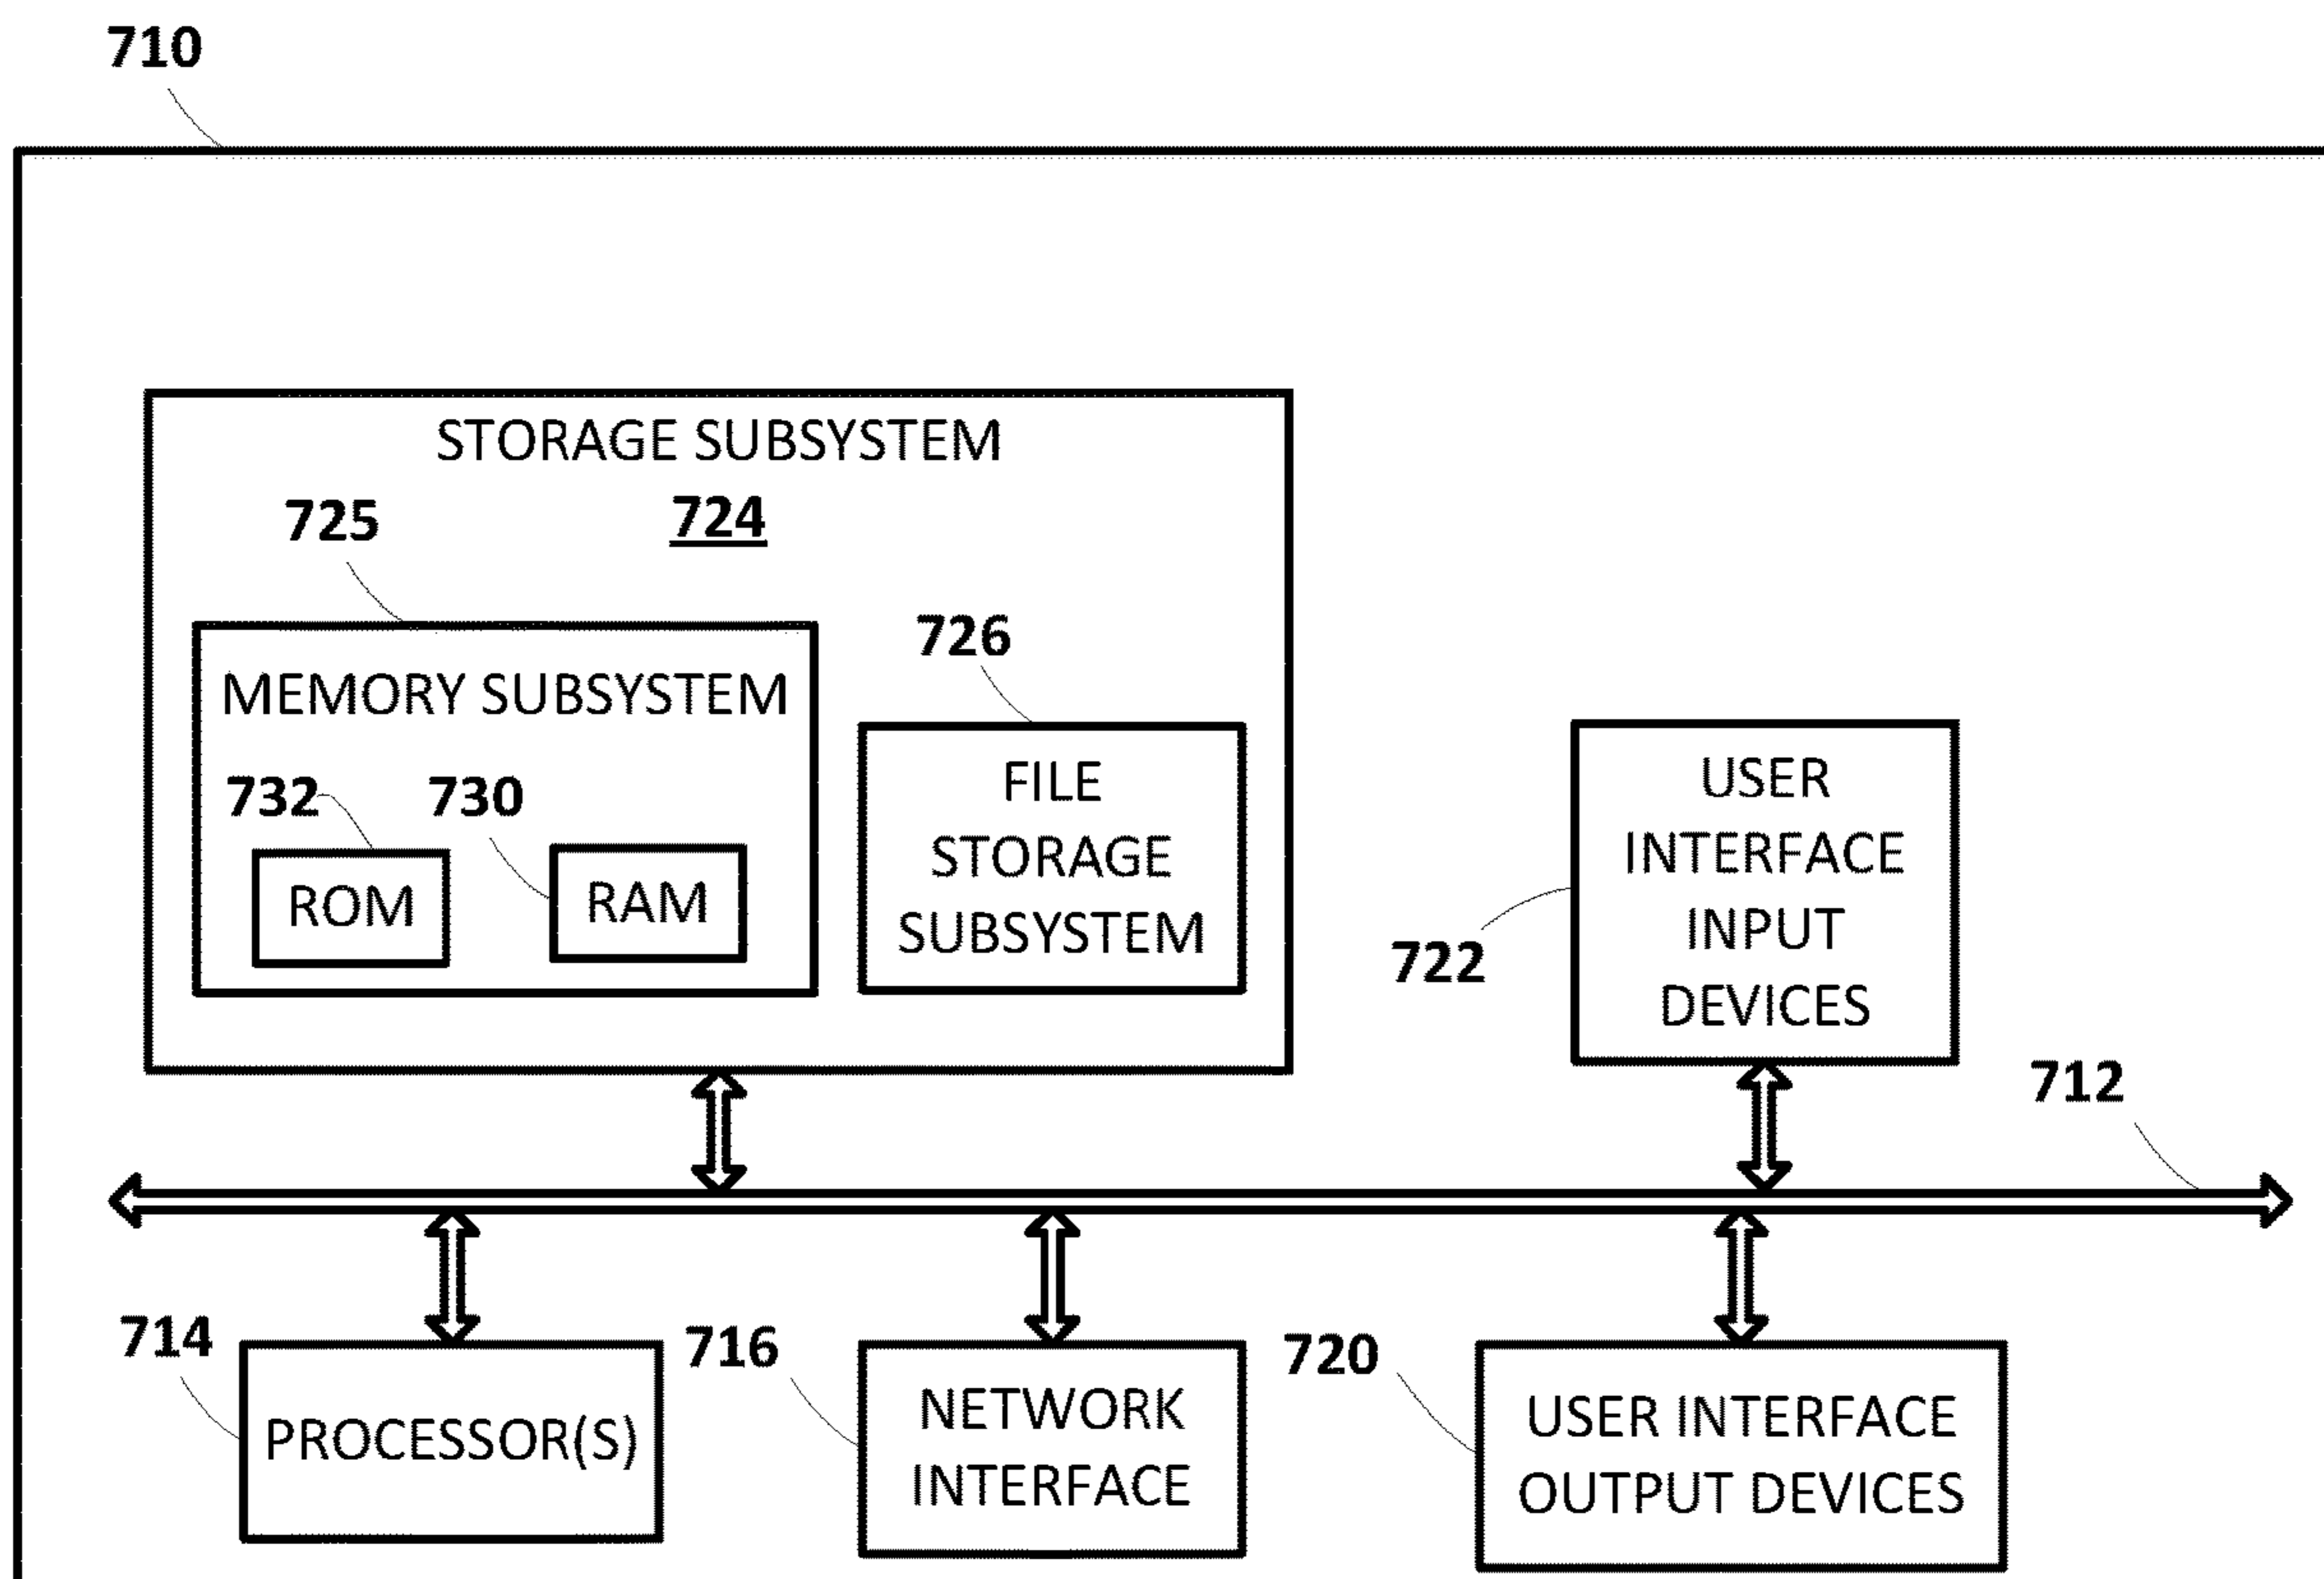 710
STORAGE SUBSYSTEM
724
725
MEMORY SUBSYSTEM
732
730
ROM
RAM
726
FILE
STORAGE
SUBSYSTEM
USER
INTERFACE
INPUT
DEVICES
722
712
714
PROCESSOR(S)
716
NETWORK
INTERFACE
720
USER INTERFACE
OUTPUT DEVICES